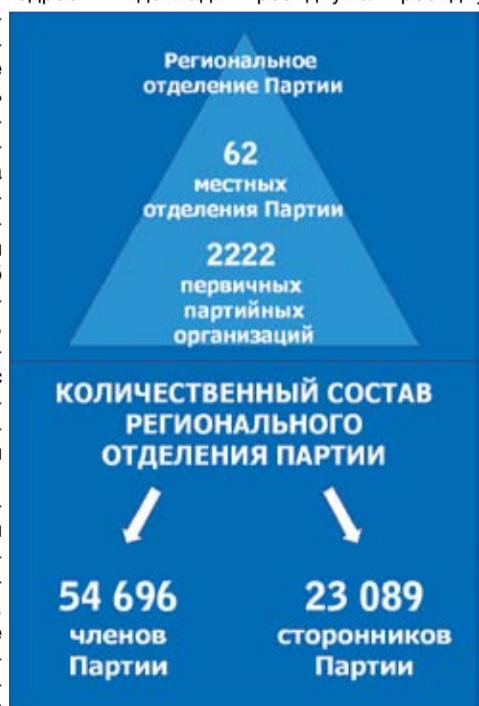 Региональное
отделение Партии
62
местных
отделения Партии
2222
первичных
партийных
организаций
КОЛИЧЕСТВЕННЫЙ СОСТАВ
РЕГИОНАЛЬНОГО
ОТДЕЛЕНИЯ ПАРТИИ
54 696
членов
Партии
23 089
сторонников
Партии